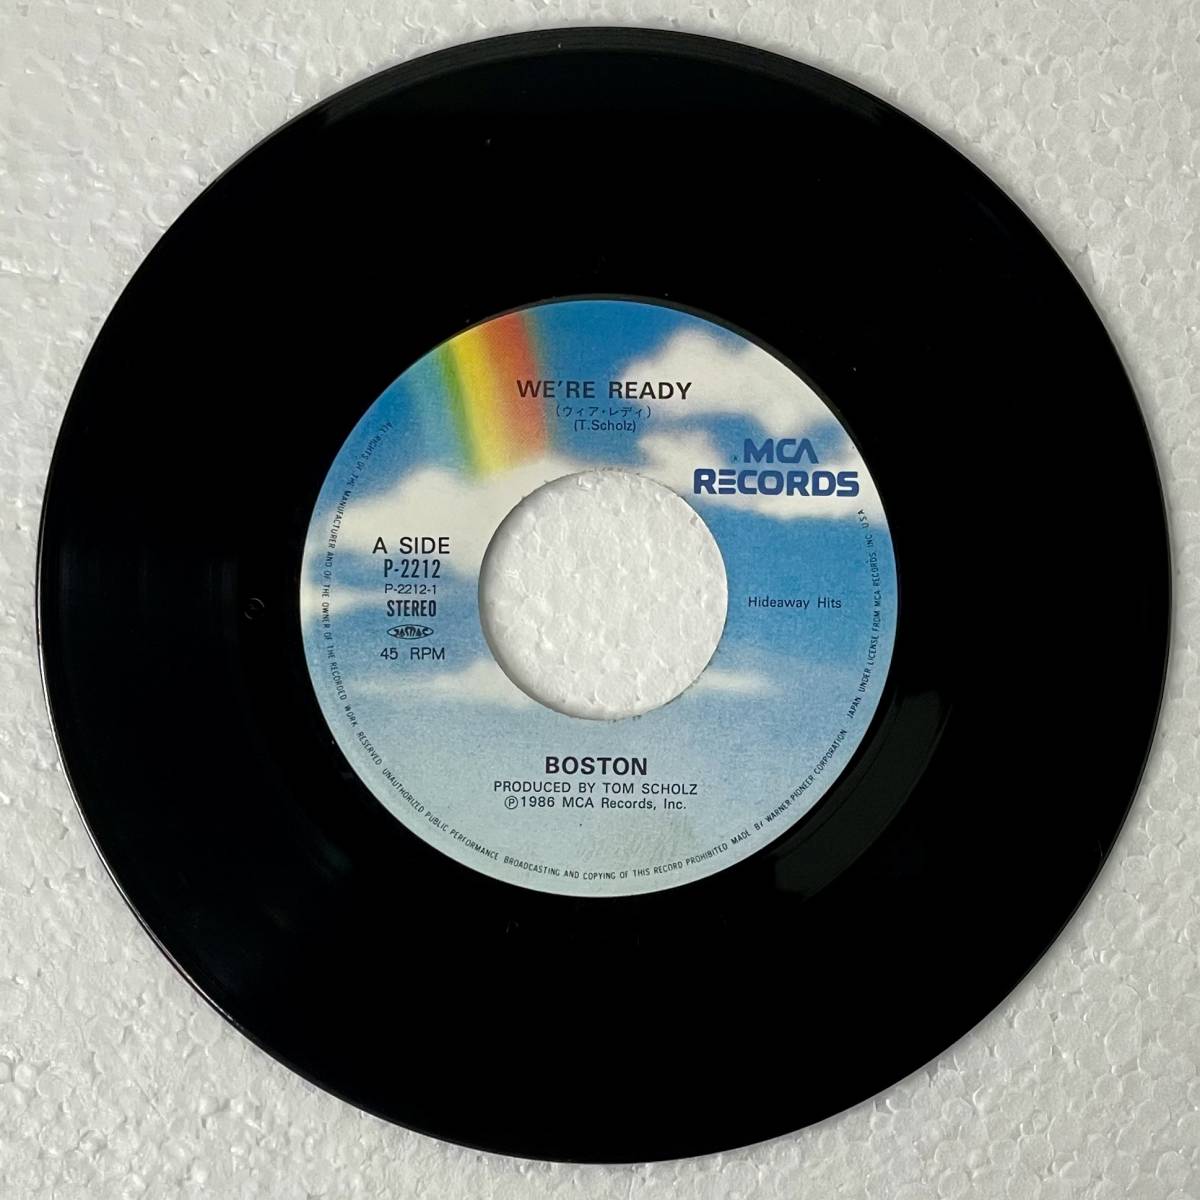 WE'RE READY
(ウィア・レディ)
(T.Scholz)
® MCA
RECORDS
A SIDE
P-2212
P-2212-1
STEREO
JASRAC
45 RPM
Hideaway Hits
BOSTON
PRODUCED BY TOM SCHOLZ
Ⓟ1986 MCA Records, Inc.
ALL RIGHTS OF THE MANUFACTURER AND OF THE OWNER OF THE RECORDED WORK RESERVED UNAUTHORIZED PUBLIC PERFORMANCE BROADCASTING AND COPYING OF THIS RECORD PROHIBITED MADE BY WARNER-PIONEER CORPORATION JAPAN UNDER LICENSE FROM MCA RECORDS, INC USA